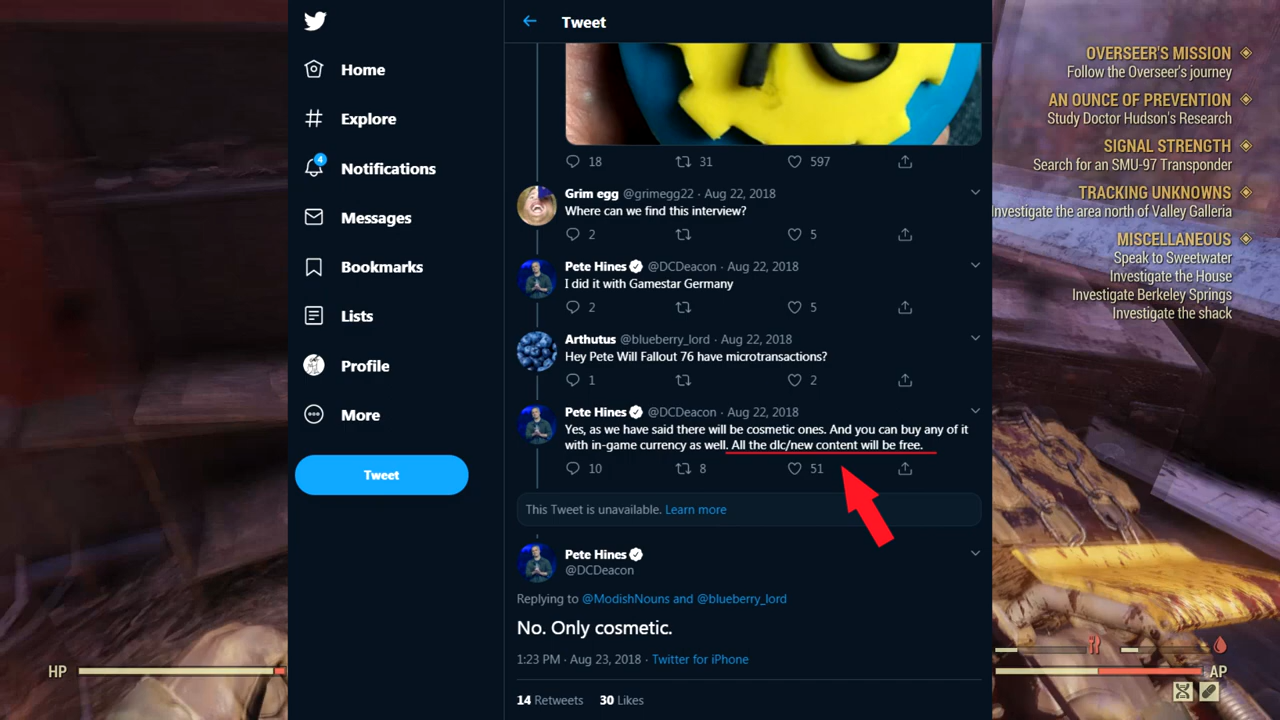 Tweet
Home
Explore
4
Notifications
Messages
Bookmarks
Lists
Profile
More
Tweet
18 31 597
Grim egg @grimegg22 · Aug 22, 2018
Where can we find this interview?
2 5
Pete Hines @DCDeacon · Aug 22, 2018
I did it with Gamestar Germany
2 5
Arthutus @blueberry_lord · Aug 22, 2018
Hey Pete Will Fallout 76 have microtransactions?
1 2
Pete Hines @DCDeacon · Aug 22, 2018
Yes, as we have said there will be cosmetic ones. And you can buy any of it
with in-game currency as well. All the dlc/new content will be free.
10 8 51
This Tweet is unavailable. Learn more
Pete Hines
@DCDeacon
Replying to @ModishNouns and @blueberry_lord
No. Only cosmetic.
1:23 PM · Aug 23, 2018 · Twitter for iPhone
14 Retweets 30 Likes
OVERSEER'S MISSION
Follow the Overseer's journey
AN OUNCE OF PREVENTION
Study Doctor Hudson's Research
SIGNAL STRENGTH
Search for an SMU-97 Transponder
TRACKING UNKNOWNS
Investigate the area north of Valley Galleria
MISCELLANEOUS
Speak to Sweetwater
Investigate the House
Investigate Berkeley Springs
Investigate the shack
HP
AP